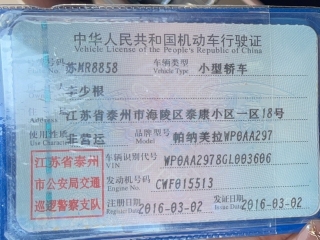 中华人民共和国机动车行驶证
Vehicle License of the People's Republic of China
号码 苏MR8858 车辆类型 小型轿车
Plate No. Vehicle Type
李少根
江苏省泰州市海陵区泰康小区一区18号
使用性质 非营运 品牌型号 帕纳美拉WP0AA297
Use Character
江苏省泰州 车辆识别代号 WP0AA2978GL003606
VIN
市公安局交通 发动机号码 CWF015513
Engine No.
巡逻警察支队 注册日期 2016-03-02 发证日期 2016-03-02
Register Date Issue Date